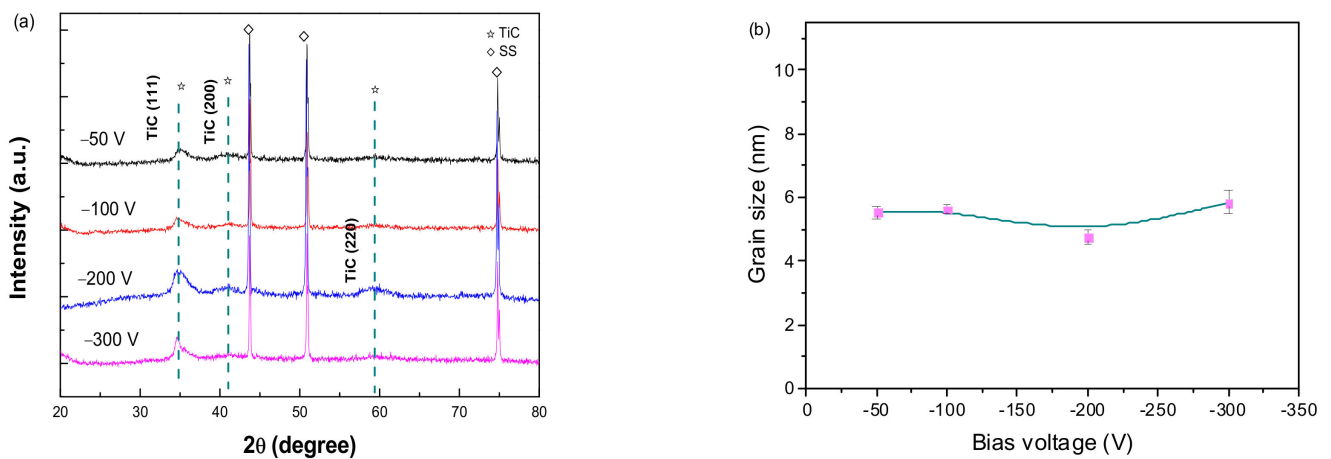 (a)
☆ TiC
◇ SS
TiC (111)
TiC (200)
TiC (220)
–50 V
–100 V
–200 V
–300 V
Intensity (a.u.)
20 30 40 50 60 70 80
2θ (degree)
(b)
Grain size (nm)
10
8
6
4
2
0
0 -50 -100 -150 -200 -250 -300 -350
Bias voltage (V)